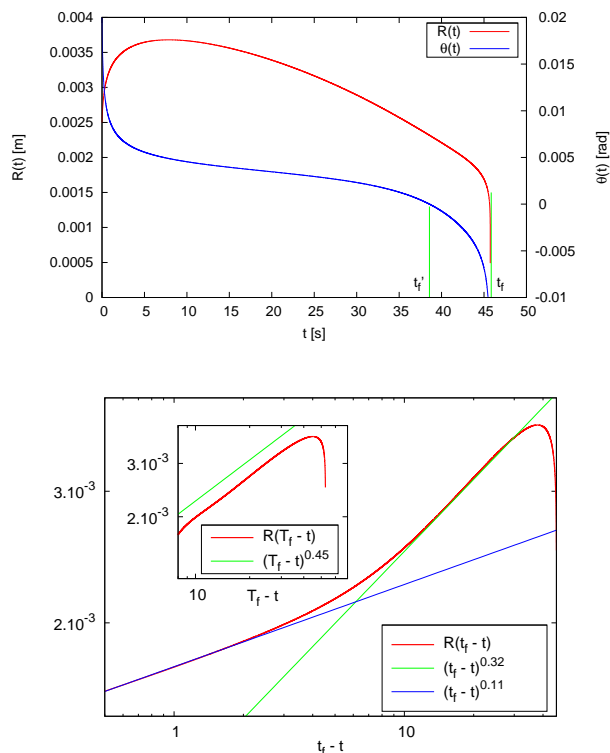 0.004
0.0035
0.003
0.0025
0.002
0.0015
0.001
0.0005
0
R(t) [m]
0.02
0.015
0.01
0.005
0
-0.005
-0.01
θ(t) [rad]
R(t)
θ(t)
t_f'
t_f
0 5 10 15 20 25 30 35 40 45 50
t [s]
3.10^-3
2.10^-3
3.10^-3
2.10^-3
R(T_f - t)
(T_f - t)^0.45
10 T_f - t
R(t_f - t)
(t_f - t)^0.32
(t_f - t)^0.11
1 10
t_f - t